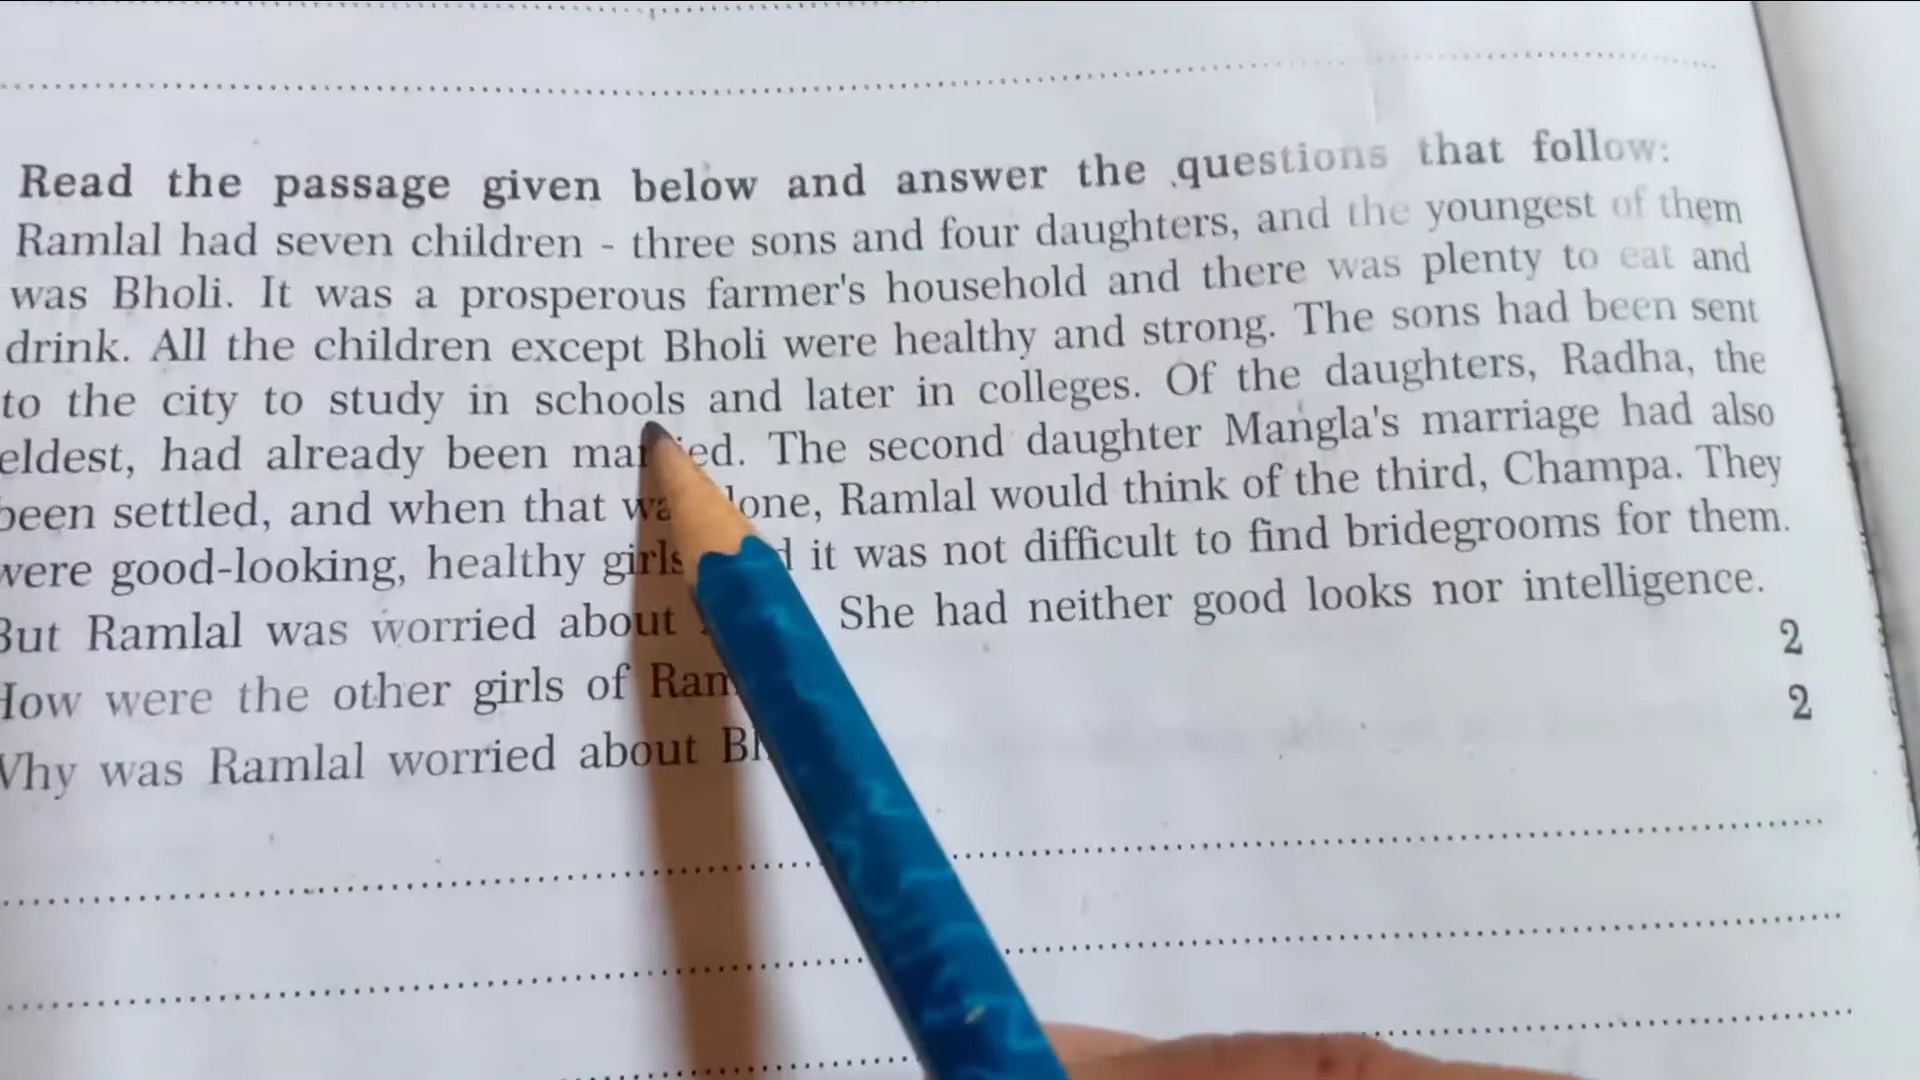 Read the passage given below and answer the questions that follow:
Ramlal had seven children - three sons and four daughters, and the youngest of them
was Bholi. It was a prosperous farmer's household and there was plenty to eat and
drink. All the children except Bholi were healthy and strong. The sons had been sent
to the city to study in schools and later in colleges. Of the daughters, Radha, the
eldest, had already been married. The second daughter Mangla's marriage had also
been settled, and when that was done, Ramlal would think of the third, Champa. They
were good-looking, healthy girls it was not difficult to find bridegrooms for them.
But Ramlal was worried about She had neither good looks nor intelligence.
2
How were the other girls of
2
Why was Ramlal worried about